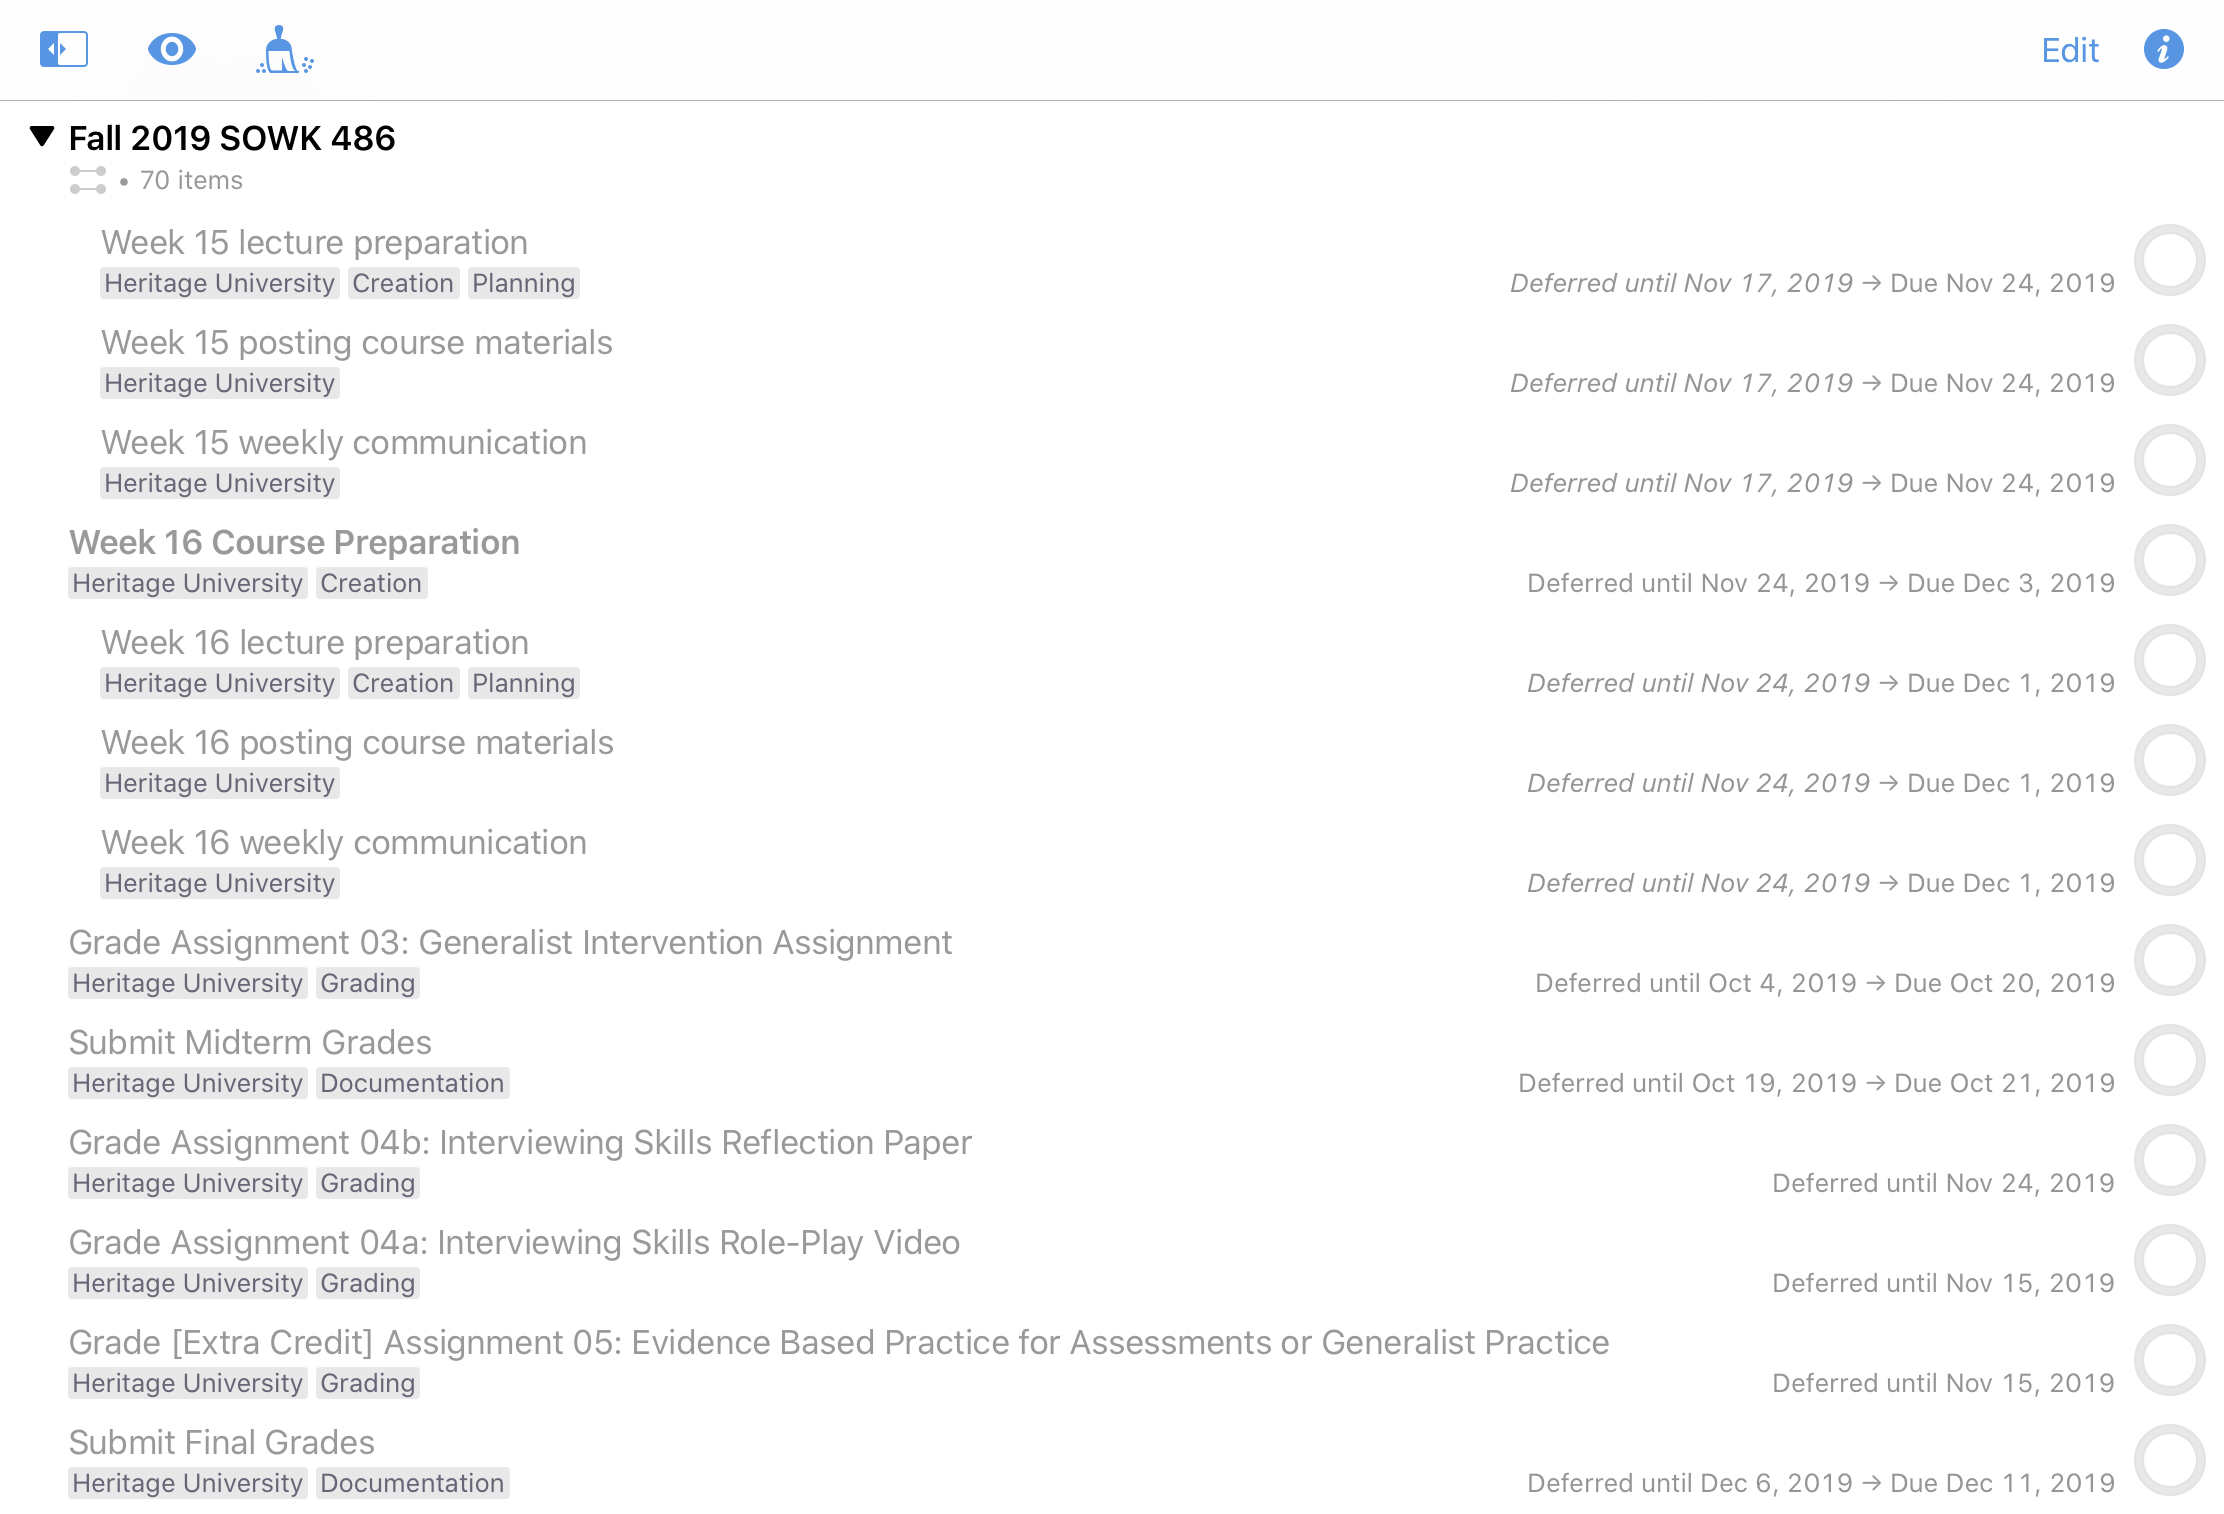 Edit
Fall 2019 SOWK 486
• 70 items
Week 15 lecture preparation
Heritage University Creation Planning Deferred until Nov 17, 2019 → Due Nov 24, 2019
Week 15 posting course materials
Heritage University Deferred until Nov 17, 2019 → Due Nov 24, 2019
Week 15 weekly communication
Heritage University Deferred until Nov 17, 2019 → Due Nov 24, 2019
Week 16 Course Preparation
Heritage University Creation Deferred until Nov 24, 2019 → Due Dec 3, 2019
Week 16 lecture preparation
Heritage University Creation Planning Deferred until Nov 24, 2019 → Due Dec 1, 2019
Week 16 posting course materials
Heritage University Deferred until Nov 24, 2019 → Due Dec 1, 2019
Week 16 weekly communication
Heritage University Deferred until Nov 24, 2019 → Due Dec 1, 2019
Grade Assignment 03: Generalist Intervention Assignment
Heritage University Grading Deferred until Oct 4, 2019 → Due Oct 20, 2019
Submit Midterm Grades
Heritage University Documentation Deferred until Oct 19, 2019 → Due Oct 21, 2019
Grade Assignment 04b: Interviewing Skills Reflection Paper
Heritage University Grading Deferred until Nov 24, 2019
Grade Assignment 04a: Interviewing Skills Role-Play Video
Heritage University Grading Deferred until Nov 15, 2019
Grade [Extra Credit] Assignment 05: Evidence Based Practice for Assessments or Generalist Practice
Heritage University Grading Deferred until Nov 15, 2019
Submit Final Grades
Heritage University Documentation Deferred until Dec 6, 2019 → Due Dec 11, 2019